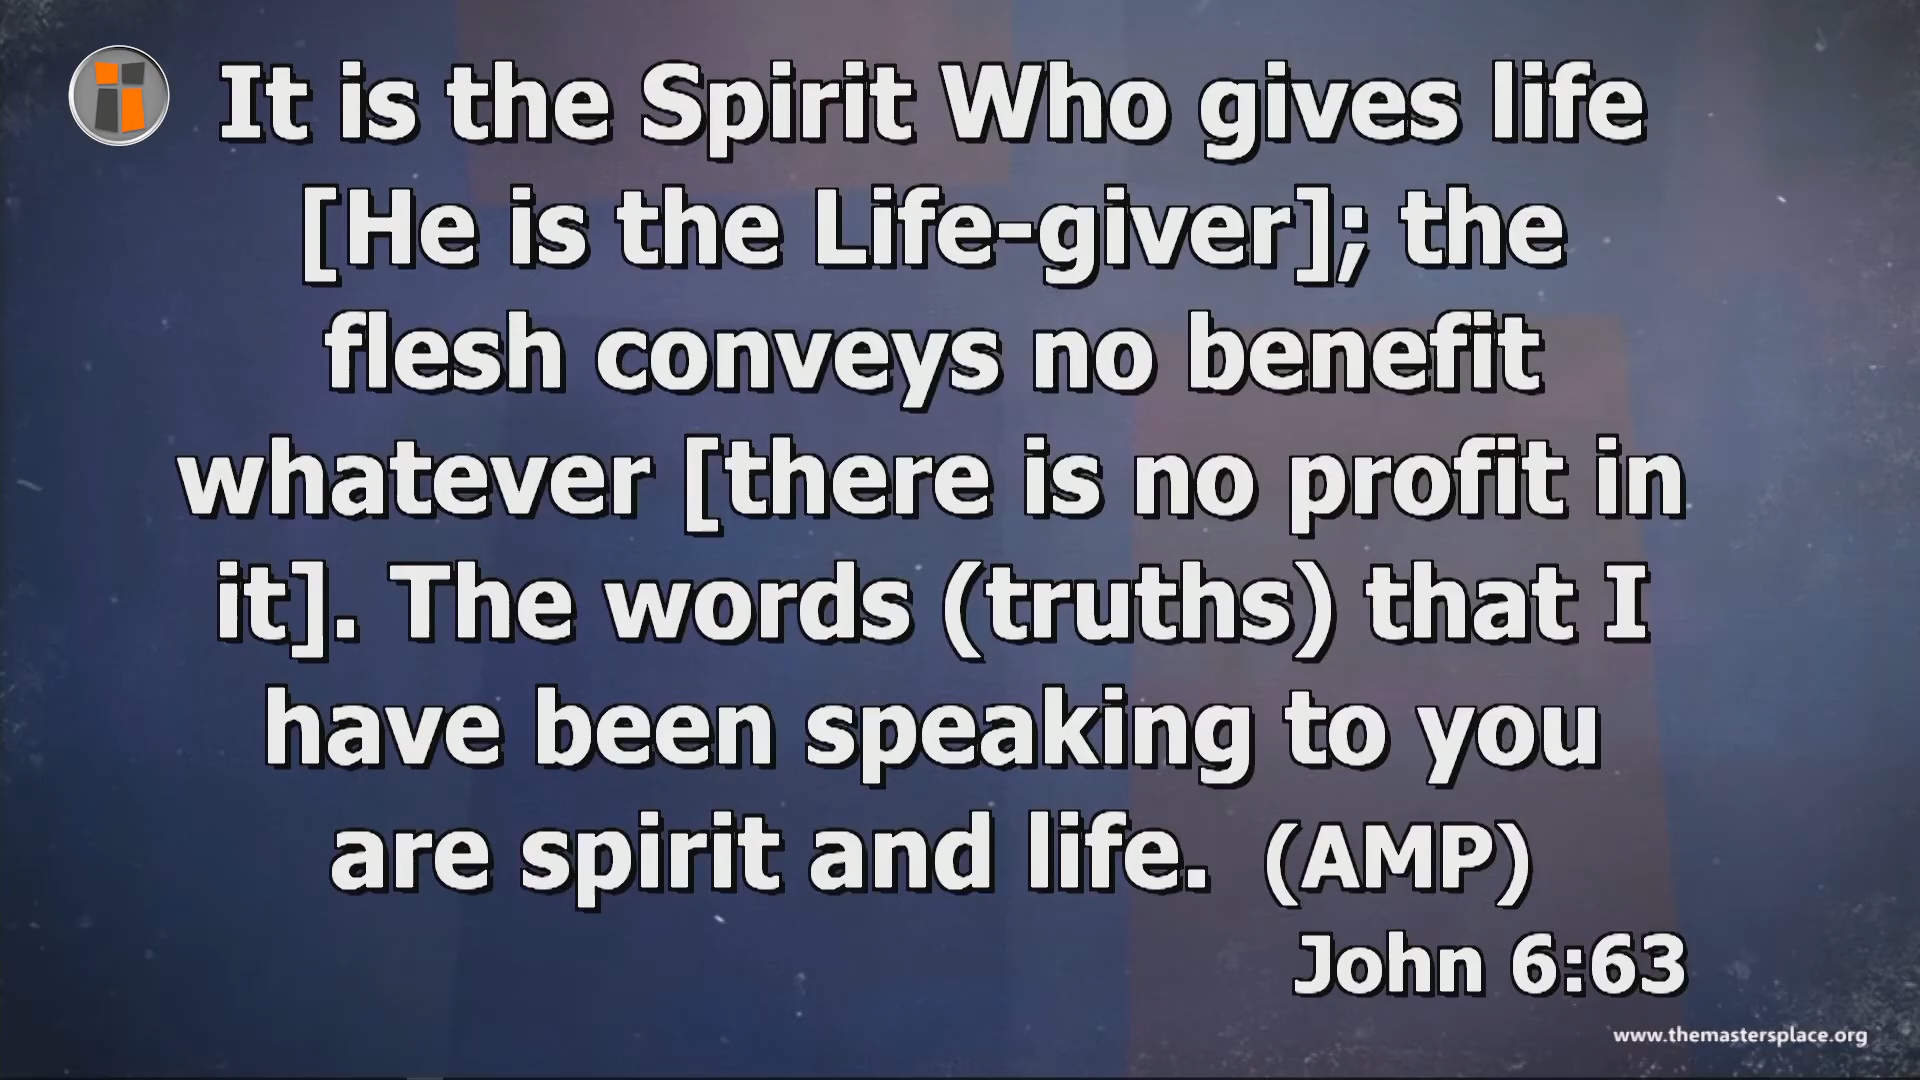 It is the Spirit Who gives life
[He is the Life-giver]; the
flesh conveys no benefit
whatever [there is no profit in
it]. The words (truths) that I
have been speaking to you
are spirit and life. (AMP)
John 6:63
www.themastersplace.org